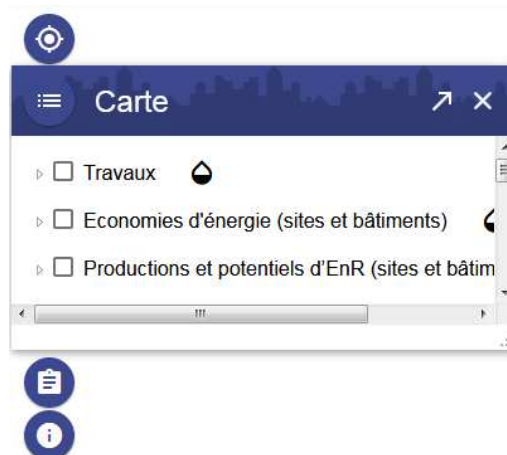 Carte
Travaux
Economies d'énergie (sites et bâtiments)
Productions et potentiels d'EnR (sites et bâtim